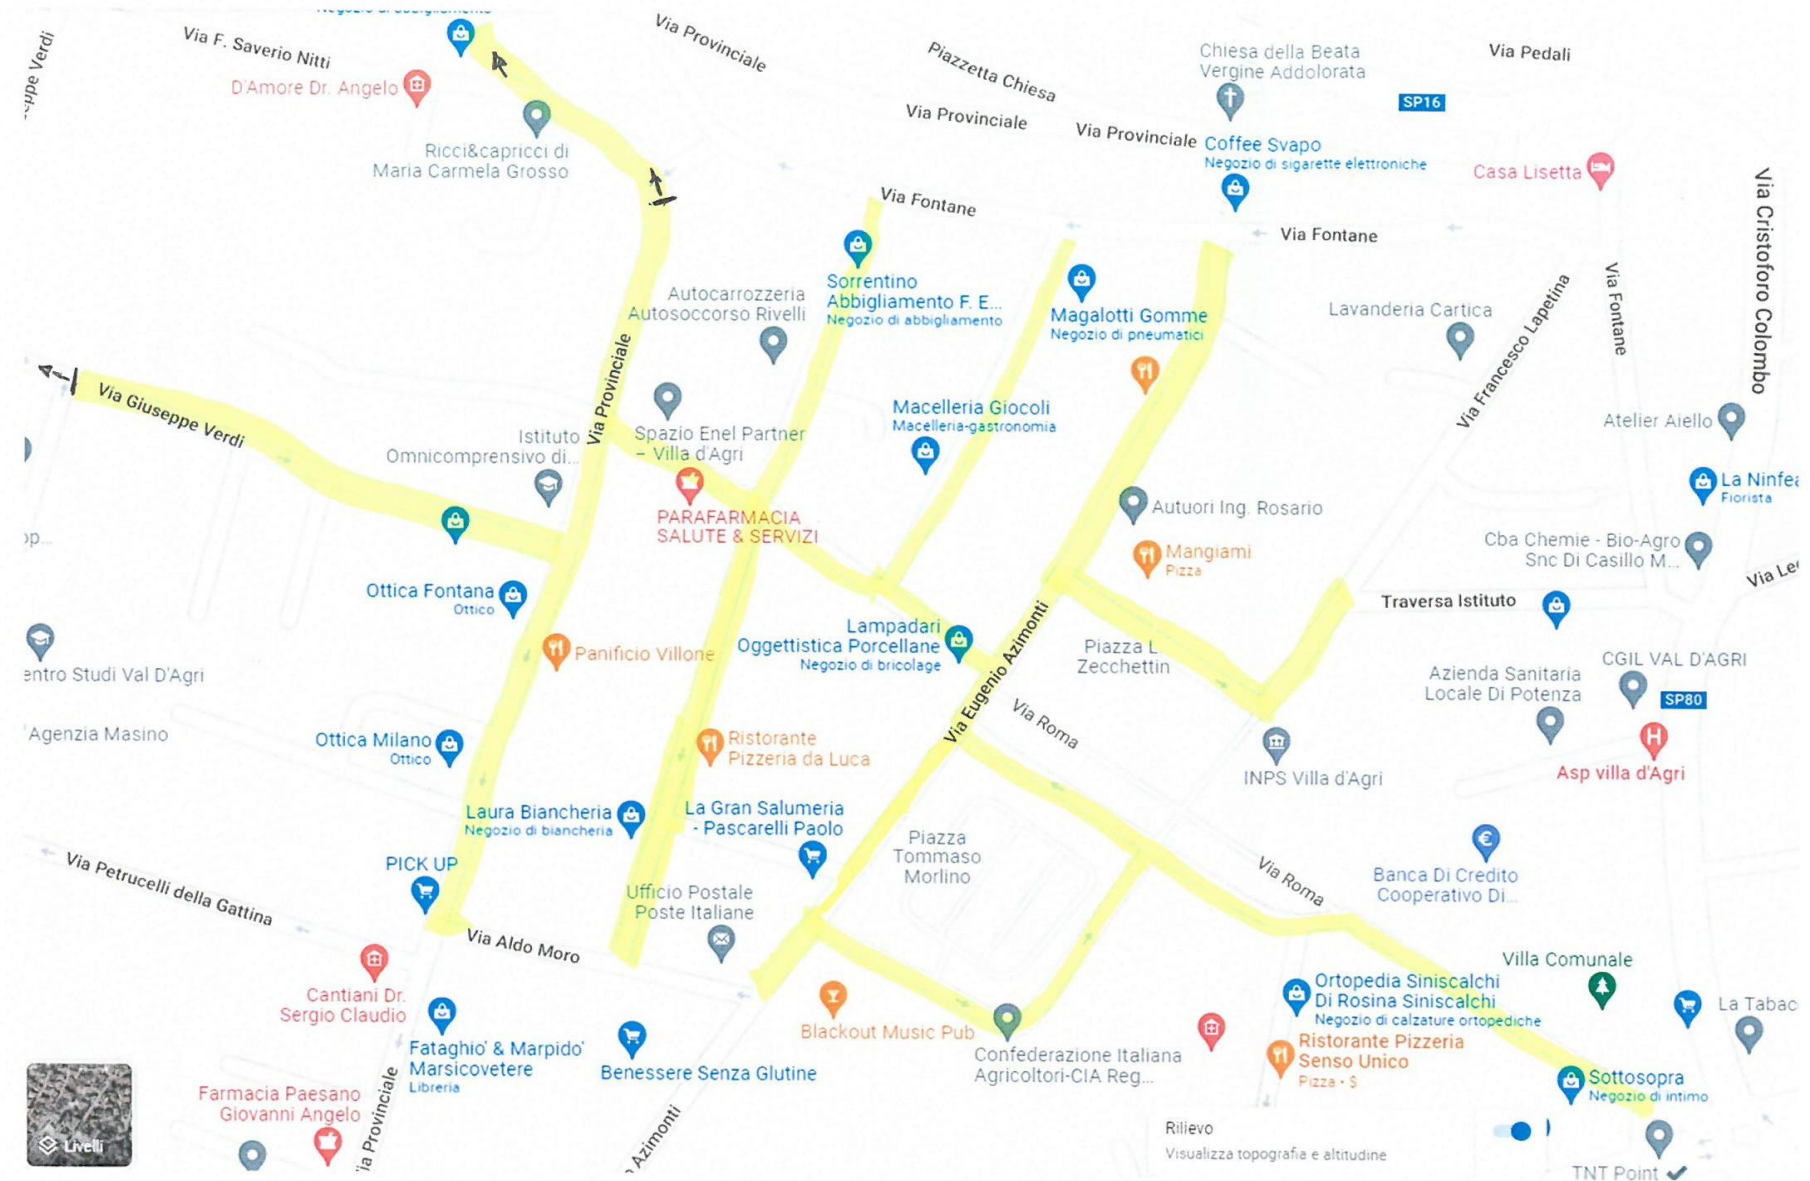 Via F. Saverio Nitti
D'Amore Dr. Angelo
Ricci&capricci di
Maria Carmela Grosso
Via Provinciale
Piazzetta Chiesa
Via Provinciale
Via Provinciale
Chiesa della Beata
Vergine Addolorata
SP16
Via Pedali
Coffee Svapo
Negozio di sigarette elettroniche
Casa Lisetta
Via Cristoforo Colombo
Via Fontane
Via Fontane
Via Fontane
Sorrentino
Abbigliamento F. E...
Negozio di abbigliamento
Autocarrozzeria
Autosoccorso Rivelli
Magalotti Gomme
Negozio di pneumatici
Lavanderia Cartica
Via Francesco Lapetina
Via Provinciale
Via Giuseppe Verdi
Istituto
Omnicomprensivo di...
Spazio Enel Partner
– Villa d'Agri
Macelleria Giocoli
Macelleria-gastronomia
Atelier Aiello
La Ninfea
Fiorista
PARAFARMACIA
SALUTE & SERVIZI
Autuori Ing. Rosario
Mangiami
Pizza
Cba Chemie - Bio-Agro
Snc Di Casillo M...
Ottica Fontana
Ottico
Traversa Istituto
Panificio Villone
Lampadari
Oggettistica Porcellane
Negozio di bricolage
Via Eugenio Azimonti
Piazza L
Zecchettin
entro Studi Val D'Agri
CGIL VAL D'AGRI
Azienda Sanitaria
Locale Di Potenza
SP80
Agenzia Masino
Ottica Milano
Ottico
Ristorante
Pizzeria da Luca
Via Roma
INPS Villa d'Agri
Asp villa d'Agri
Laura Biancheria
Negozio di biancheria
La Gran Salumeria
- Pascarelli Paolo
Piazza
Tommaso
Morlino
Via Roma
Banca Di Credito
Cooperativo Di...
Via Petrucelli della Gattina
PICK UP
Via Aldo Moro
Ufficio Postale
Poste Italiane
Cantiani Dr.
Sergio Claudio
Villa Comunale
Ortopedia Siniscalchi
Di Rosina Siniscalchi
Negozio di calzature ortopediche
La Tabac
Blackout Music Pub
Fataghio' & Marpido'
Marsicovetere
Libreria
Benessere Senza Glutine
Confederazione Italiana
Agricoltori-CIA Reg...
Ristorante Pizzeria
Senso Unico
Pizza · $
Sottosopra
Negozio di intimo
Farmacia Paesano
Giovanni Angelo
Livelli
ia Provinciale
Azimonti
Rilievo
Visualizza topografia e altitudine
TNT Point